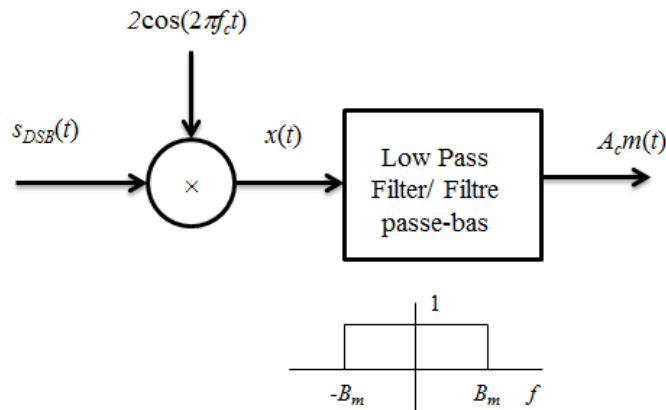 2cos(2πf_ct)
s_DSB(t)
x(t)
A_cm(t)
×
Low Pass
Filter/ Filtre
passe-bas
1
-B_m
B_m
f